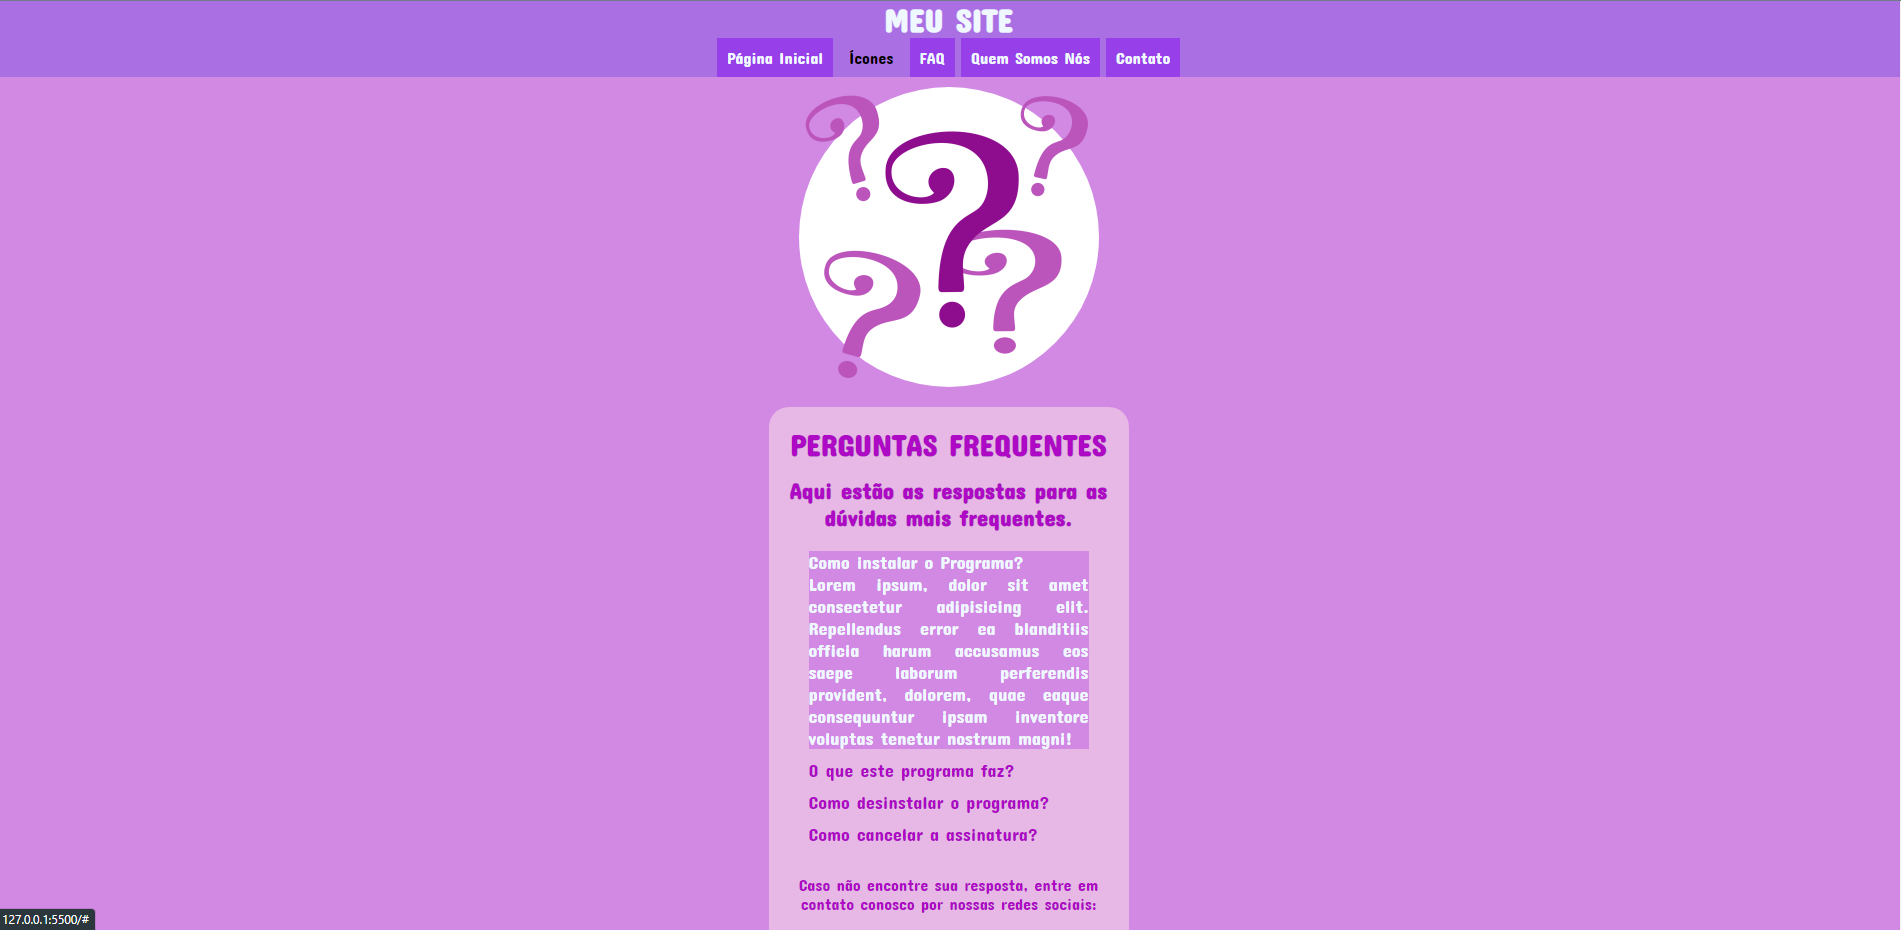 MEU SITE
Página Inicial Ícones FAQ Quem Somos Nós Contato
PERGUNTAS FREQUENTES
Aqui estão as respostas para as
dúvidas mais frequentes.
Como instalar o Programa?
Lorem ipsum, dolor sit amet
consectetur adipisicing elit.
Repellendus error ea blanditiis
officia harum accusamus eos
saepe laborum perferendis
provident, dolorem, quae eaque
consequuntur ipsam inventore
voluptas tenetur nostrum magni!
O que este programa faz?
Como desinstalar o programa?
Como cancelar a assinatura?
Caso não encontre sua resposta, entre em
contato conosco por nossas redes sociais:
127.0.0.1:5500/#